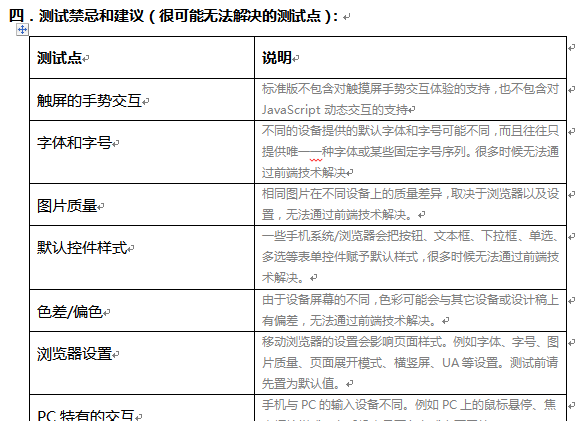 四．测试禁忌和建议（很可能无法解决的测试点）：
测试点
说明
触屏的手势交互
标准版不包含对触摸屏手势交互体验的支持，也不包含对
JavaScript 动态交互的支持
字体和字号
不同的设备提供的默认字体和字号可能不同，而且往往只
提供唯一一种字体或某些固定字号序列。很多时候无法通
过前端技术解决
图片质量
相同图片在不同设备上的质量差异，取决于浏览器以及设
置，无法通过前端技术解决。
默认控件样式
一些手机系统/浏览器会把按钮、文本框、下拉框、单选、
多选等表单控件赋予默认样式，很多时候无法通过前端技
术解决。
色差/偏色
由于设备屏幕的不同，色彩可能会与其它设备或设计稿上
有偏差，无法通过前端技术解决。
浏览器设置
移动浏览器的设置会影响页面样式。例如字体、字号、图
片质量、页面展开模式、横竖屏、UA 等设置。测试前请
先置为默认值。
PC 特有的交互
手机与 PC 的输入设备不同。例如 PC 上的鼠标悬停、焦